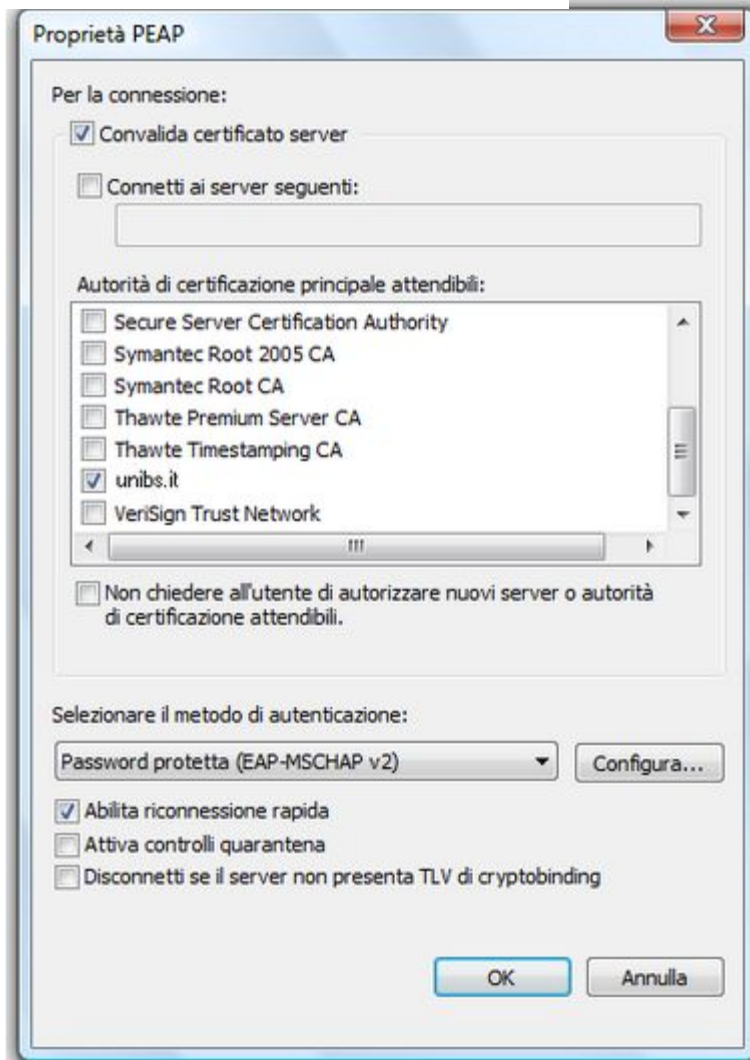 Proprietà PEAP
Per la connessione:
Convalida certificato server
Connetti ai server seguenti:
Autorità di certificazione principale attendibili:
Secure Server Certification Authority
Symantec Root 2005 CA
Symantec Root CA
Thawte Premium Server CA
Thawte Timestamping CA
unibs.it
VeriSign Trust Network
Non chiedere all'utente di autorizzare nuovi server o autorità
di certificazione attendibili.
Selezionare il metodo di autenticazione:
Password protetta (EAP-MSCHAP v2)
Configura...
Abilita riconnessione rapida
Attiva controlli quarantena
Disconnetti se il server non presenta TLV di cryptobinding
OK
Annulla